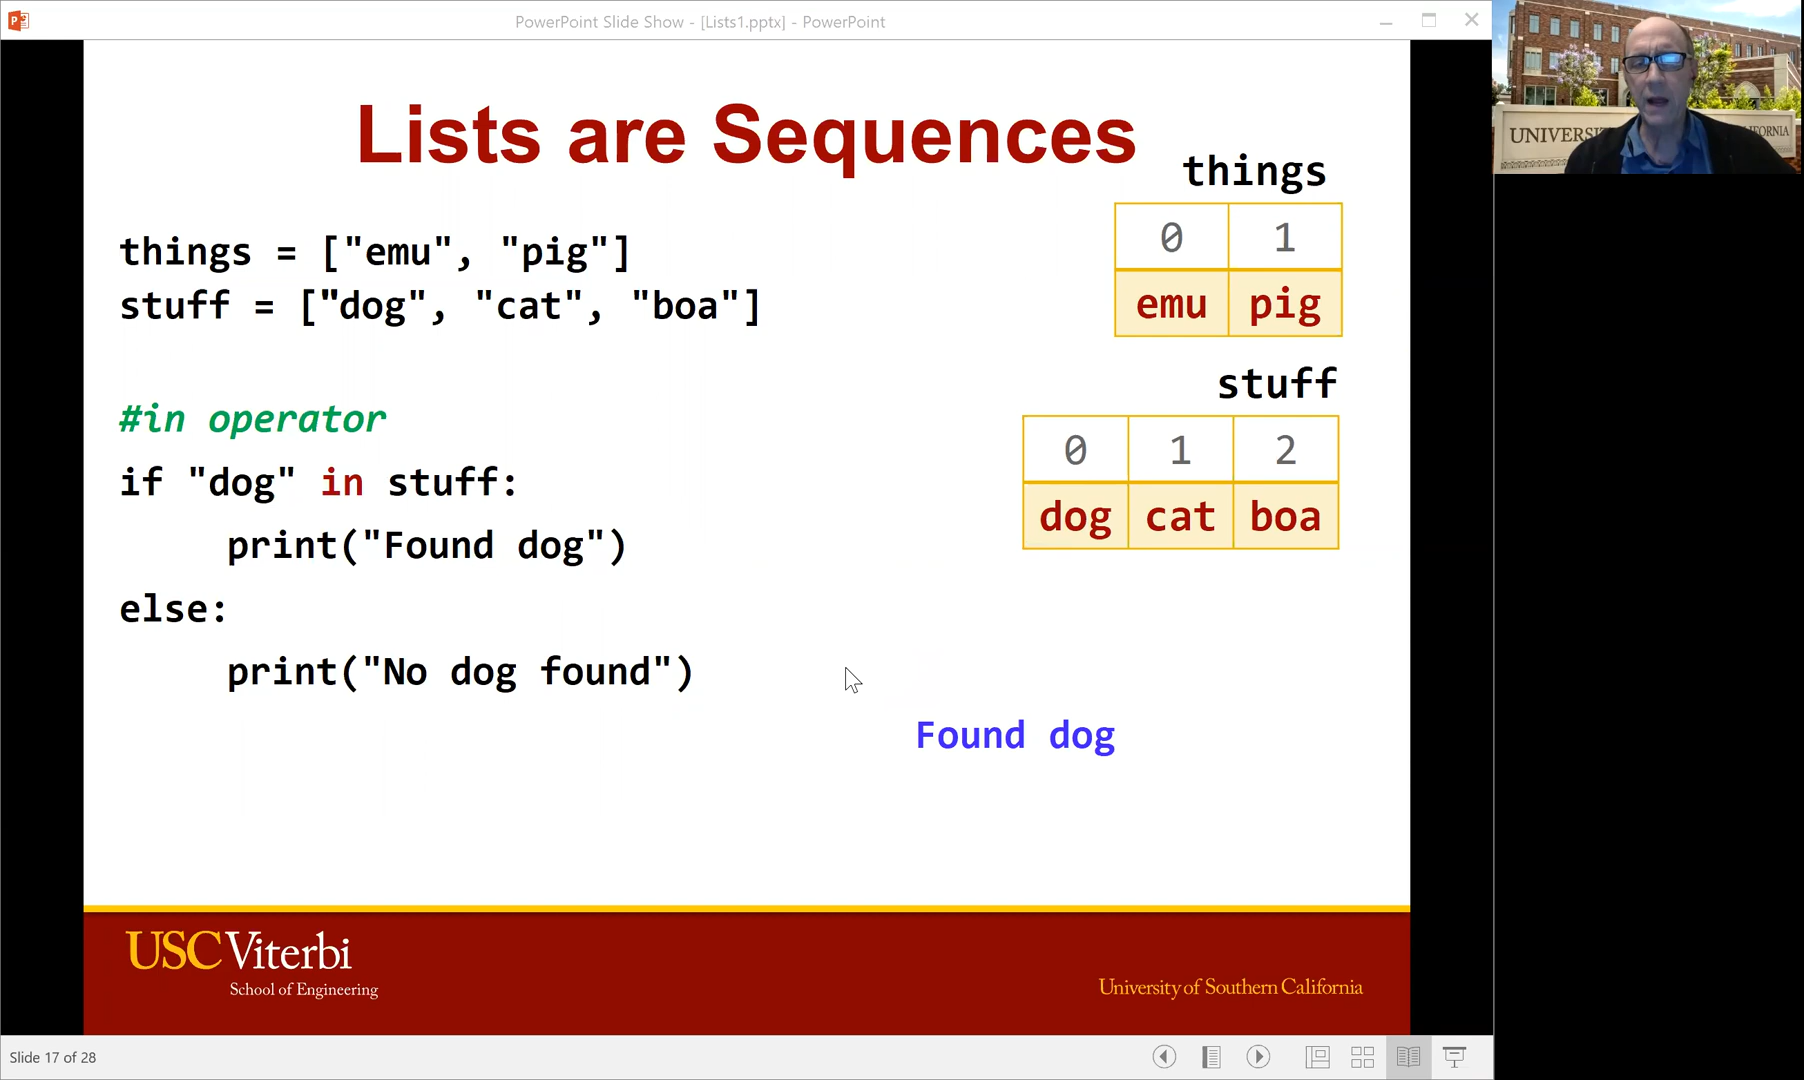 PowerPoint Slide Show - [Lists1.pptx] - PowerPoint
Lists are Sequences
things = ["emu", "pig"]
stuff = ["dog", "cat", "boa"]
#in operator
if "dog" in stuff:
print("Found dog")
else:
print("No dog found")
things
0 1
emu pig
stuff
0 1 2
dog cat boa
Found dog
USC Viterbi
School of Engineering
University of Southern California
Slide 17 of 28